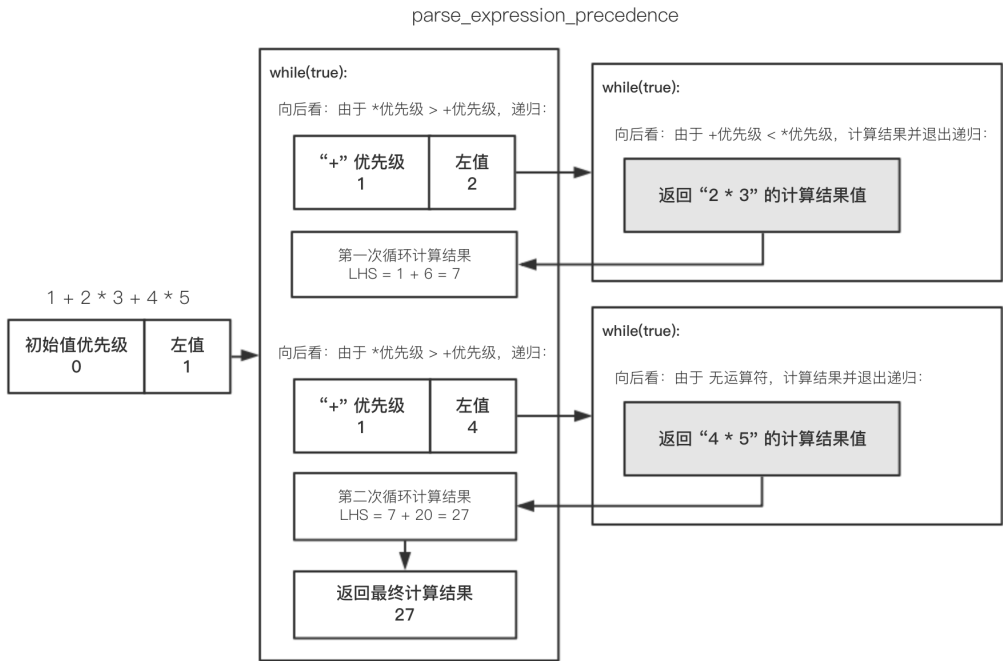 parse_expression_precedence
1 + 2 * 3 + 4 * 5
初始值优先级
0
左值
1
while(true):
向后看：由于 *优先级 > +优先级，递归：
“+” 优先级
1
左值
2
while(true):
向后看：由于 +优先级 < *优先级，计算结果并退出递归：
返回 “2 * 3” 的计算结果值
第一次循环计算结果
LHS = 1 + 6 = 7
向后看：由于 *优先级 > +优先级，递归：
“+” 优先级
1
左值
4
while(true):
向后看：由于 无运算符，计算结果并退出递归：
返回 “4 * 5” 的计算结果值
第二次循环计算结果
LHS = 7 + 20 = 27
返回最终计算结果
27